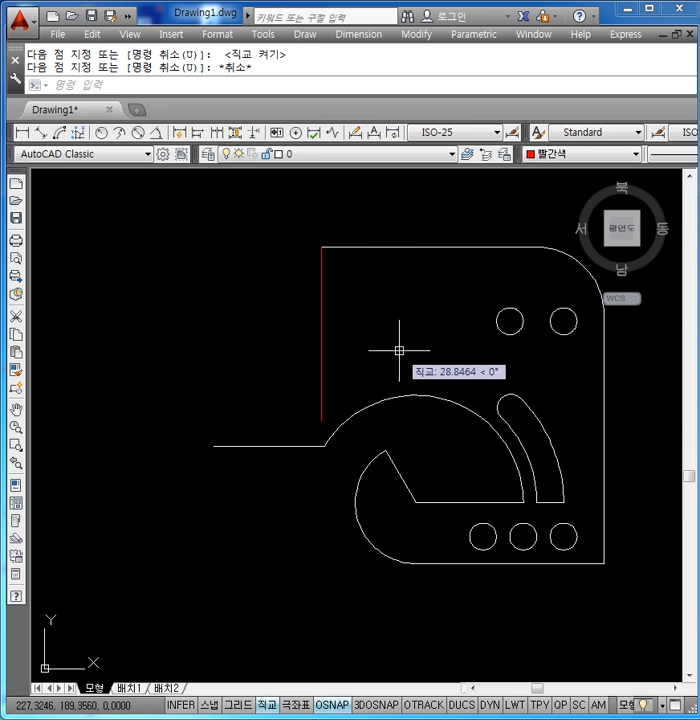 Drawing1.dwg
키워드 또는 구절 입력
로그인
File Edit View Insert Format Tools Draw Dimension Modify Parametric Window Help Express
다음 점 지정 또는 [명령 취소(U)]: <직교 켜기>
다음 점 지정 또는 [명령 취소(U)]: *취소*
명령 입력
Drawing1*
ISO-25 Standard ISO
AutoCAD Classic 0 빨간색
북
서 평면도 동
남
WCS
직교: 28.8464 < 0°
Y
X
모형 배치1 배치2
227,3246, 189,3560, 0,0000 INFER 스냅 그리드 직교 극좌표 OSNAP 3DOSNAP OTRACK DUCS DYN LWT TPY QP SC AM 모형